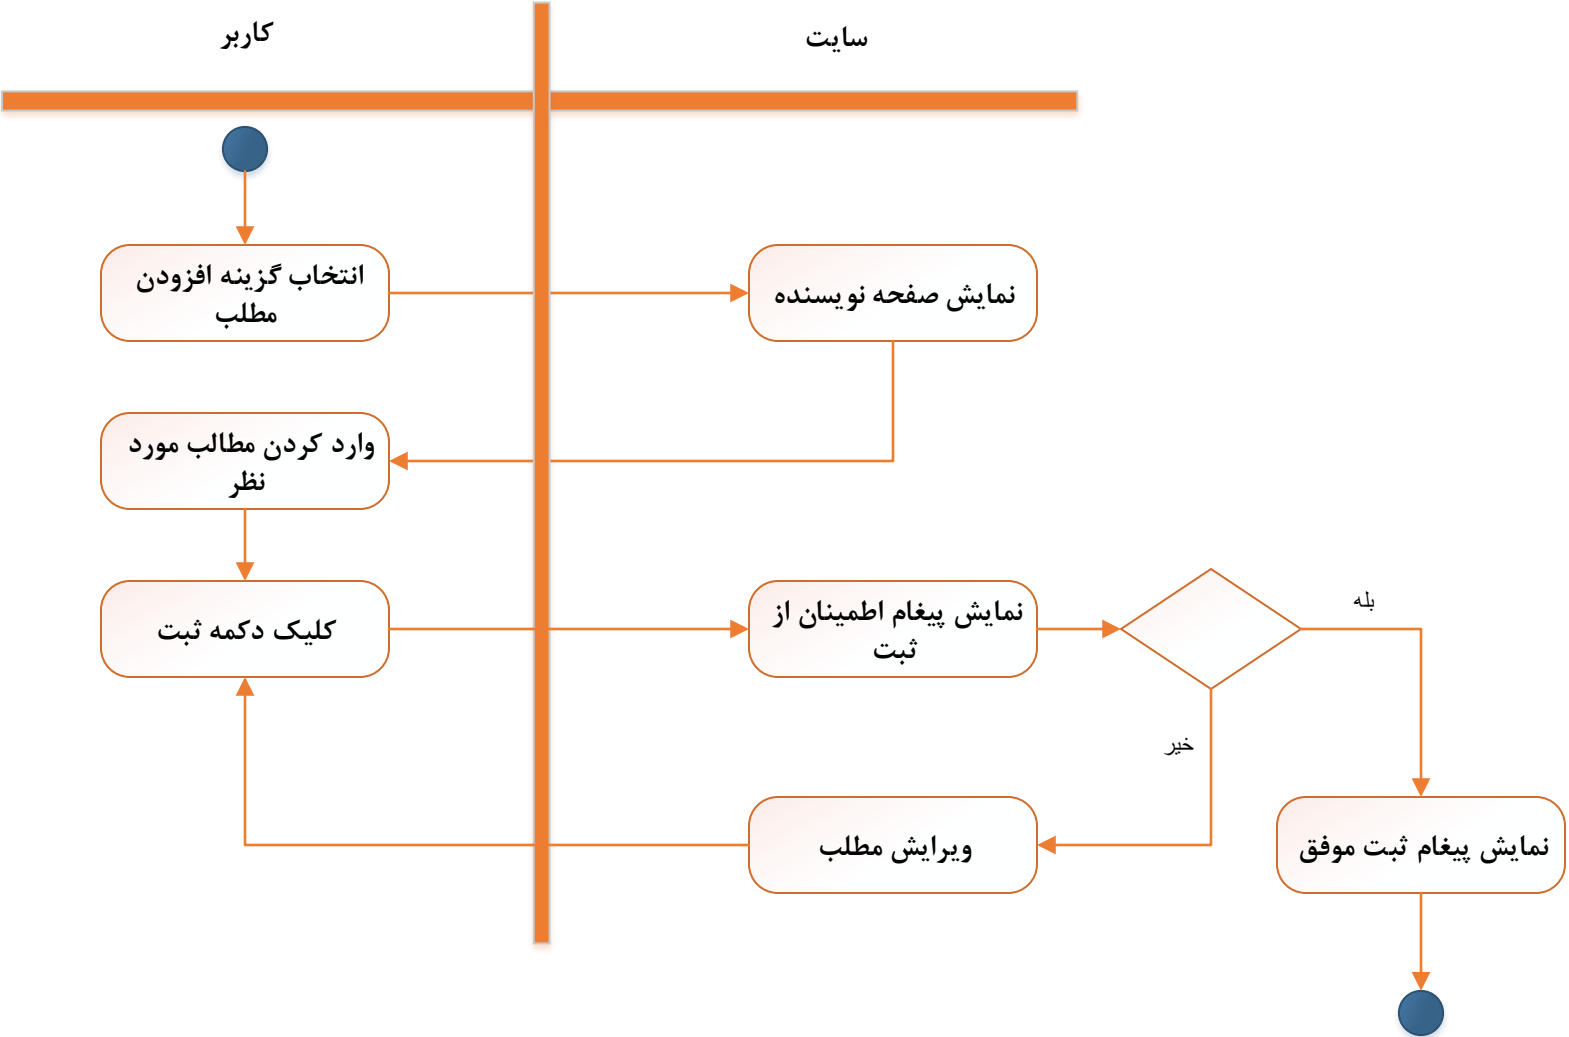 کاربر
سایت
انتخاب گزینه افزودن
مطلب
نمایش صفحه نویسنده
وارد کردن مطالب مورد
نظر
کلیک دکمه ثبت
نمایش پیغام اطمینان از
ثبت
بله
خیر
ویرایش مطلب
نمایش پیغام ثبت موفق